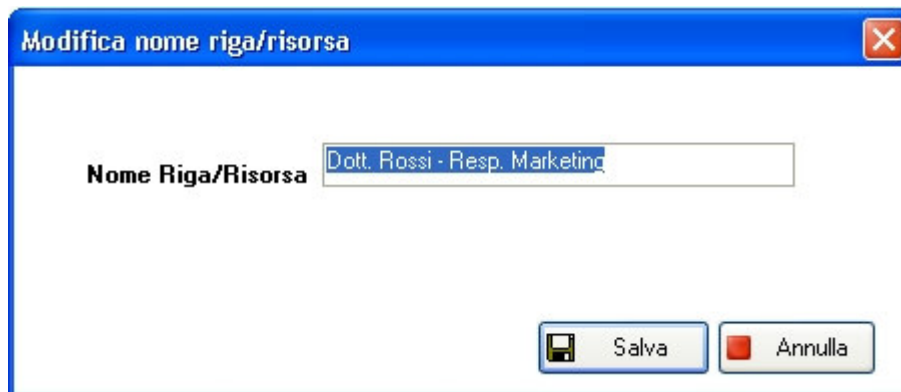 Modifica nome riga/risorsa
Nome Riga/Risorsa Dott. Rossi - Resp. Marketing
Salva Annulla